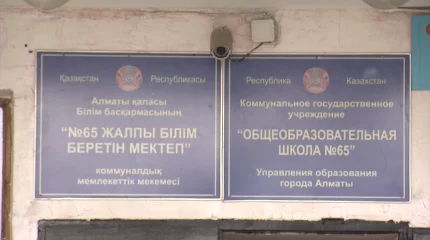 Қазақстан Республикасы
Алматы қаласы
Білім басқармасының
"№65 ЖАЛПЫ БІЛІМ
БЕРЕТІН МЕКТЕП"
коммуналдық
мемлекеттік мекемесі
Республика Казахстан
Коммунальное государственное
учреждение
"ОБЩЕОБРАЗОВАТЕЛЬНАЯ
ШКОЛА №65"
Управления образования
города Алматы